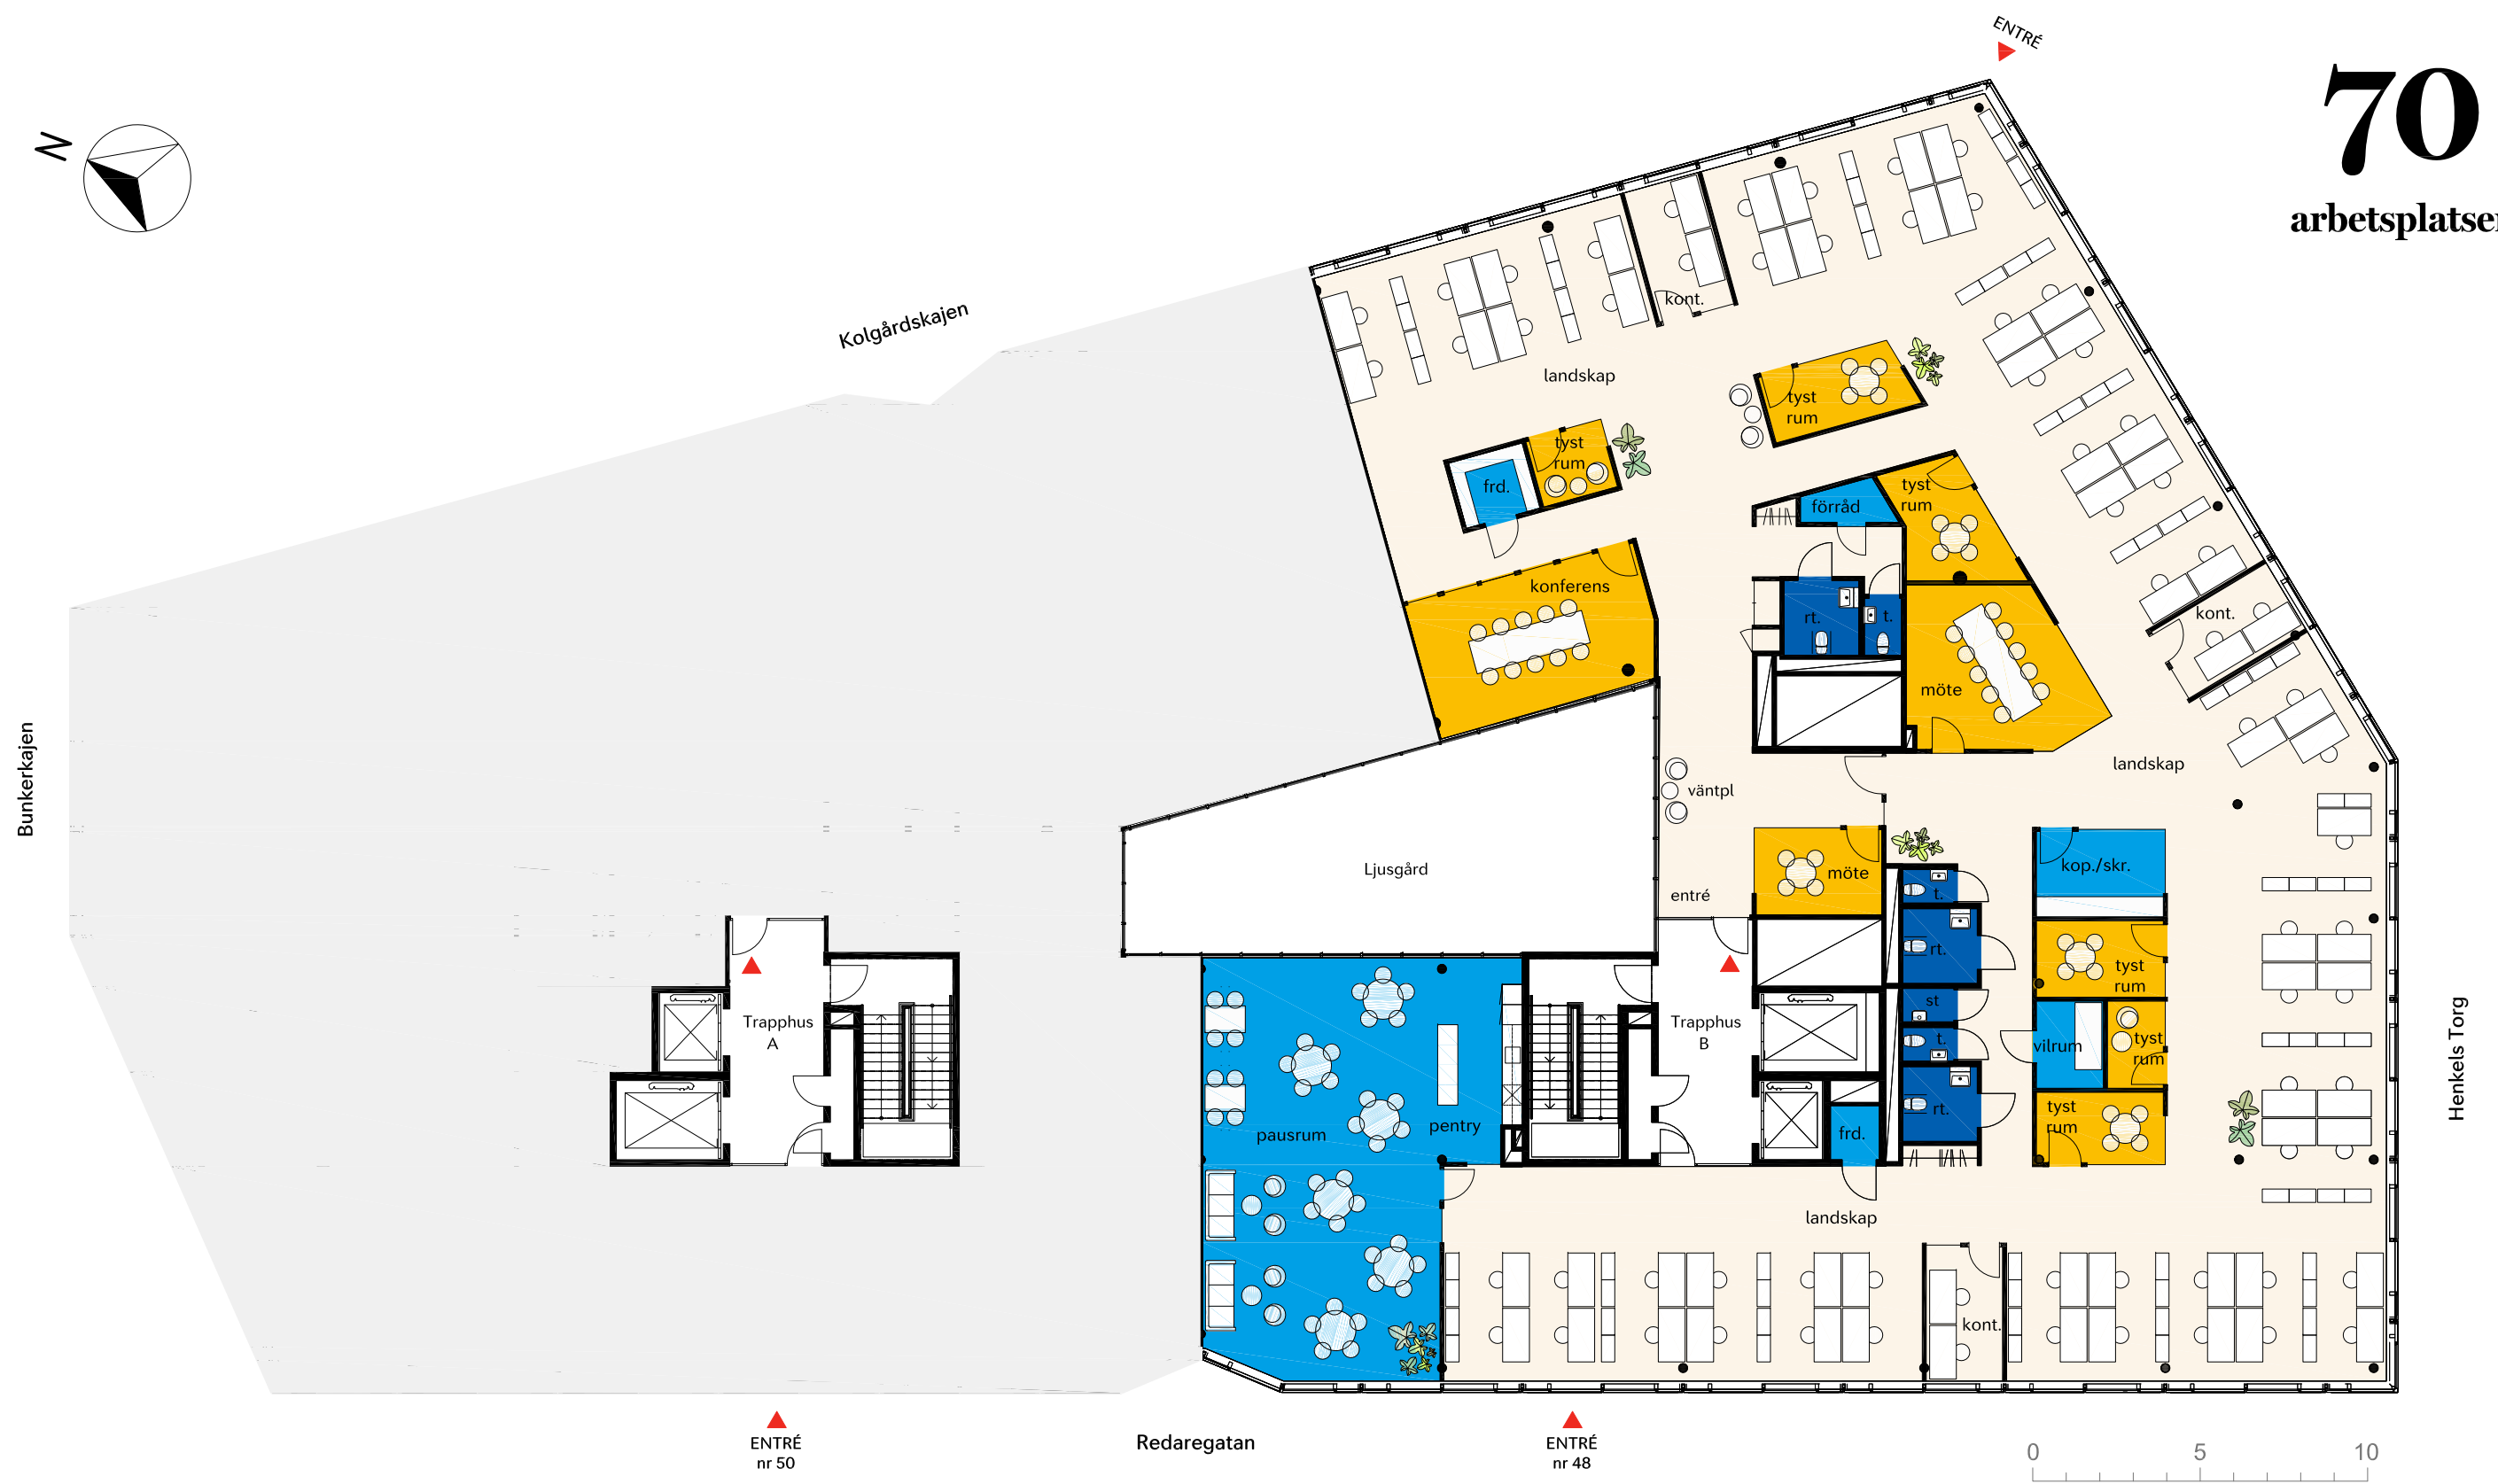 ENTRÉ
70
arbetsplatser
N
Kolgårdskajen
kont.
landskap
tyst
rum
tyst
rum
frd.
tyst
rum
förråd
konferens
rt.
t.
kont.
möte
Bunkerkajen
landskap
väntpl
Ljusgård
möte
kop./skr.
entré
t.
rt.
tyst
rum
Trapphus
A
Trapphus
B
st
t.
vilrum
tyst
rum
Henkels Torg
pausrum
pentry
frd.
rt.
tyst
rum
landskap
kont.
ENTRÉ
nr 50
Redaregatan
ENTRÉ
nr 48
0 5 10